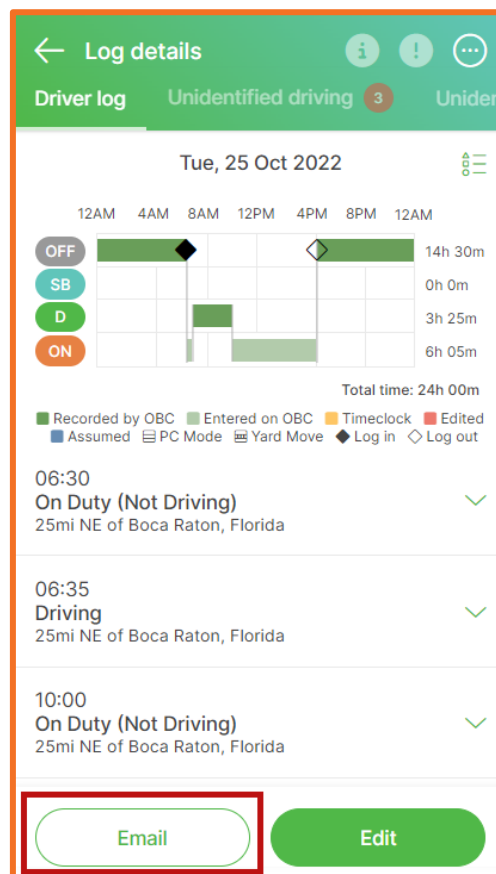 Log details
Driver log Unidentified driving 3 Uniden
Tue, 25 Oct 2022
12AM 4AM 8AM 12PM 4PM 8PM 12AM
OFF 14h 30m
SB 0h 0m
D 3h 25m
ON 6h 05m
Total time: 24h 00m
Recorded by OBC Entered on OBC Timeclock Edited
Assumed PC Mode Yard Move Log in Log out
06:30
On Duty (Not Driving)
25mi NE of Boca Raton, Florida
06:35
Driving
25mi NE of Boca Raton, Florida
10:00
On Duty (Not Driving)
25mi NE of Boca Raton, Florida
Email Edit